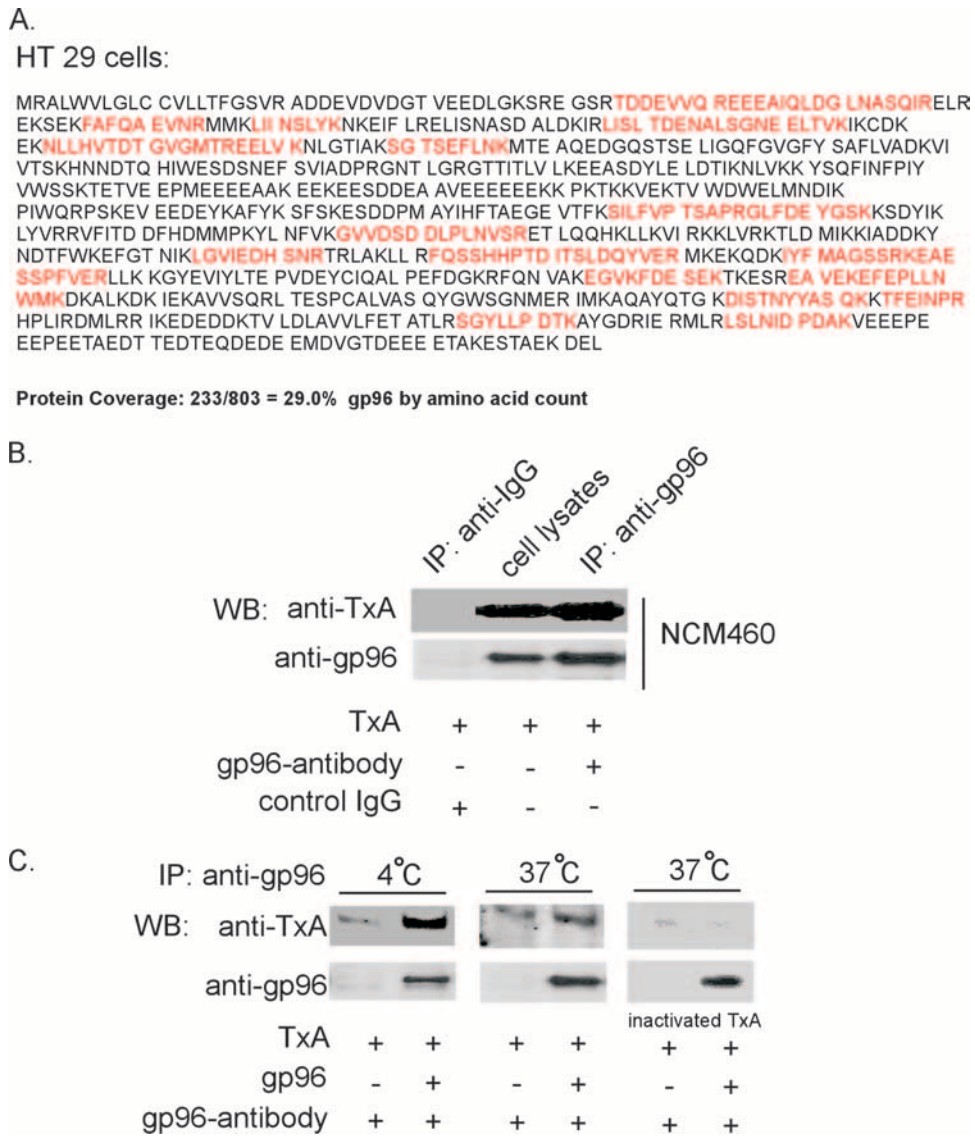 A.
HT 29 cells:
MRALWVLGLC CVLLTFGSVR ADDEVDVDGT VEEDLGKSREG SRTDDEVVQ REEEAIQLDG LNASQIRELR
EKSEKFAFQA EVNRMMKLII NSLYKNKEIF LRELISNASD ALDKIRLISL TDENALSGNE ELTVKIKCDK
EKNLLHVTDT GVGMTREELV KNLGTIAKSG TSEFLNKMTE AQEDGQSTSE LIGQFGVGFY SAFLVADKVI
VTSKHNNDTQ HIWESDSNEF SVIADPRGNT LGRGTTITLV LKEEASDYLE LDTIKNLVKK YSQFINFPIY
VWSSKTETVE EPMEEEEAAK EEKEESDDEA AVEEEEEEKK PKTKKVEKTV WDWELMNDIK
PIWQRPSKEV EEDEYKAFYK SFSKESDDPM AYIHFTAEGE VTFKSILFVP TSAPRGLFDE YGSKKSDYIK
LYVRRVFITD DFHDMMPKYL NFVKGVVDSD DLPLNVSRET LQQHKLLKVI RKKLVRKTLD MIKKIADDKY
NDTFWKEFGT NIKLGVIEDH SNRTRLAKLL RFQSSHHPTD ITSLDQYVER MKEKQDKIYF MAGSSRKEAE
SSPFVERLLK KGYEVIYLTE PVDEYCIQAL PEFDGKRFQN VAKEGVKFDE SEKTKESREA VEKEFEPLLN
WMKDKALKDK IEKAVVSQRL TESPCALVAS QYGWSGNMER IMKAQAYQTG KDISTNYYAS QKKTFEINPR
HPLIRDMLRR IKEDEDDKTV LDLAVVLFET ATLRSGYLLP DTKAYGDRIER MLRLSLNIDP DAKVEEEPE
EEPEETAEDT TEDTEQDEDE EMDVGTDEEE ETAKESTAEK DEL
Protein Coverage: 233/803 = 29.0% gp96 by amino acid count
B.
IP: anti-IgG cell lysates IP: anti-gp96
WB: anti-TxA
NCM460
anti-gp96
TxA + + +
gp96-antibody - - +
control IgG + - -
C.
IP: anti-gp96 4°C 37°C 37°C
WB: anti-TxA
anti-gp96
inactivated TxA
TxA + + + + + +
gp96 - + - + - +
gp96-antibody + + + + + +